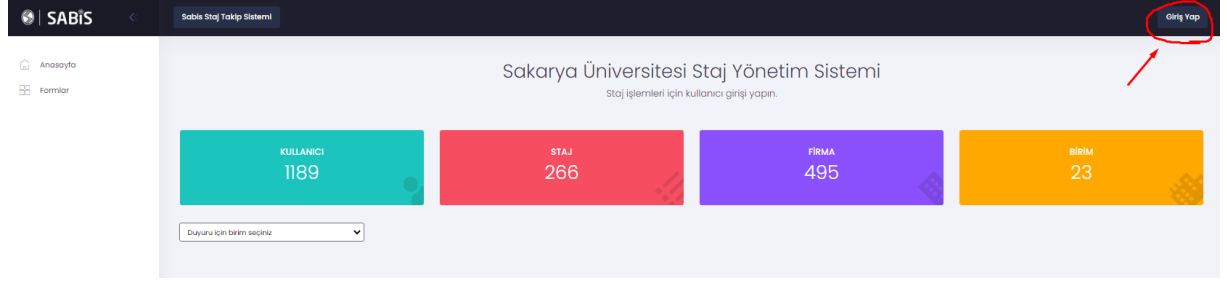 SABİS
Sabis Staj Takip Sistemi
Giriş Yap
Anasayfa
Formlar
Sakarya Üniversitesi Staj Yönetim Sistemi
Staj işlemleri için kullanıcı girişi yapın.
KULLANICI
1189
STAJ
266
FİRMA
495
BİRİM
23
Duyuru için birim seçiniz